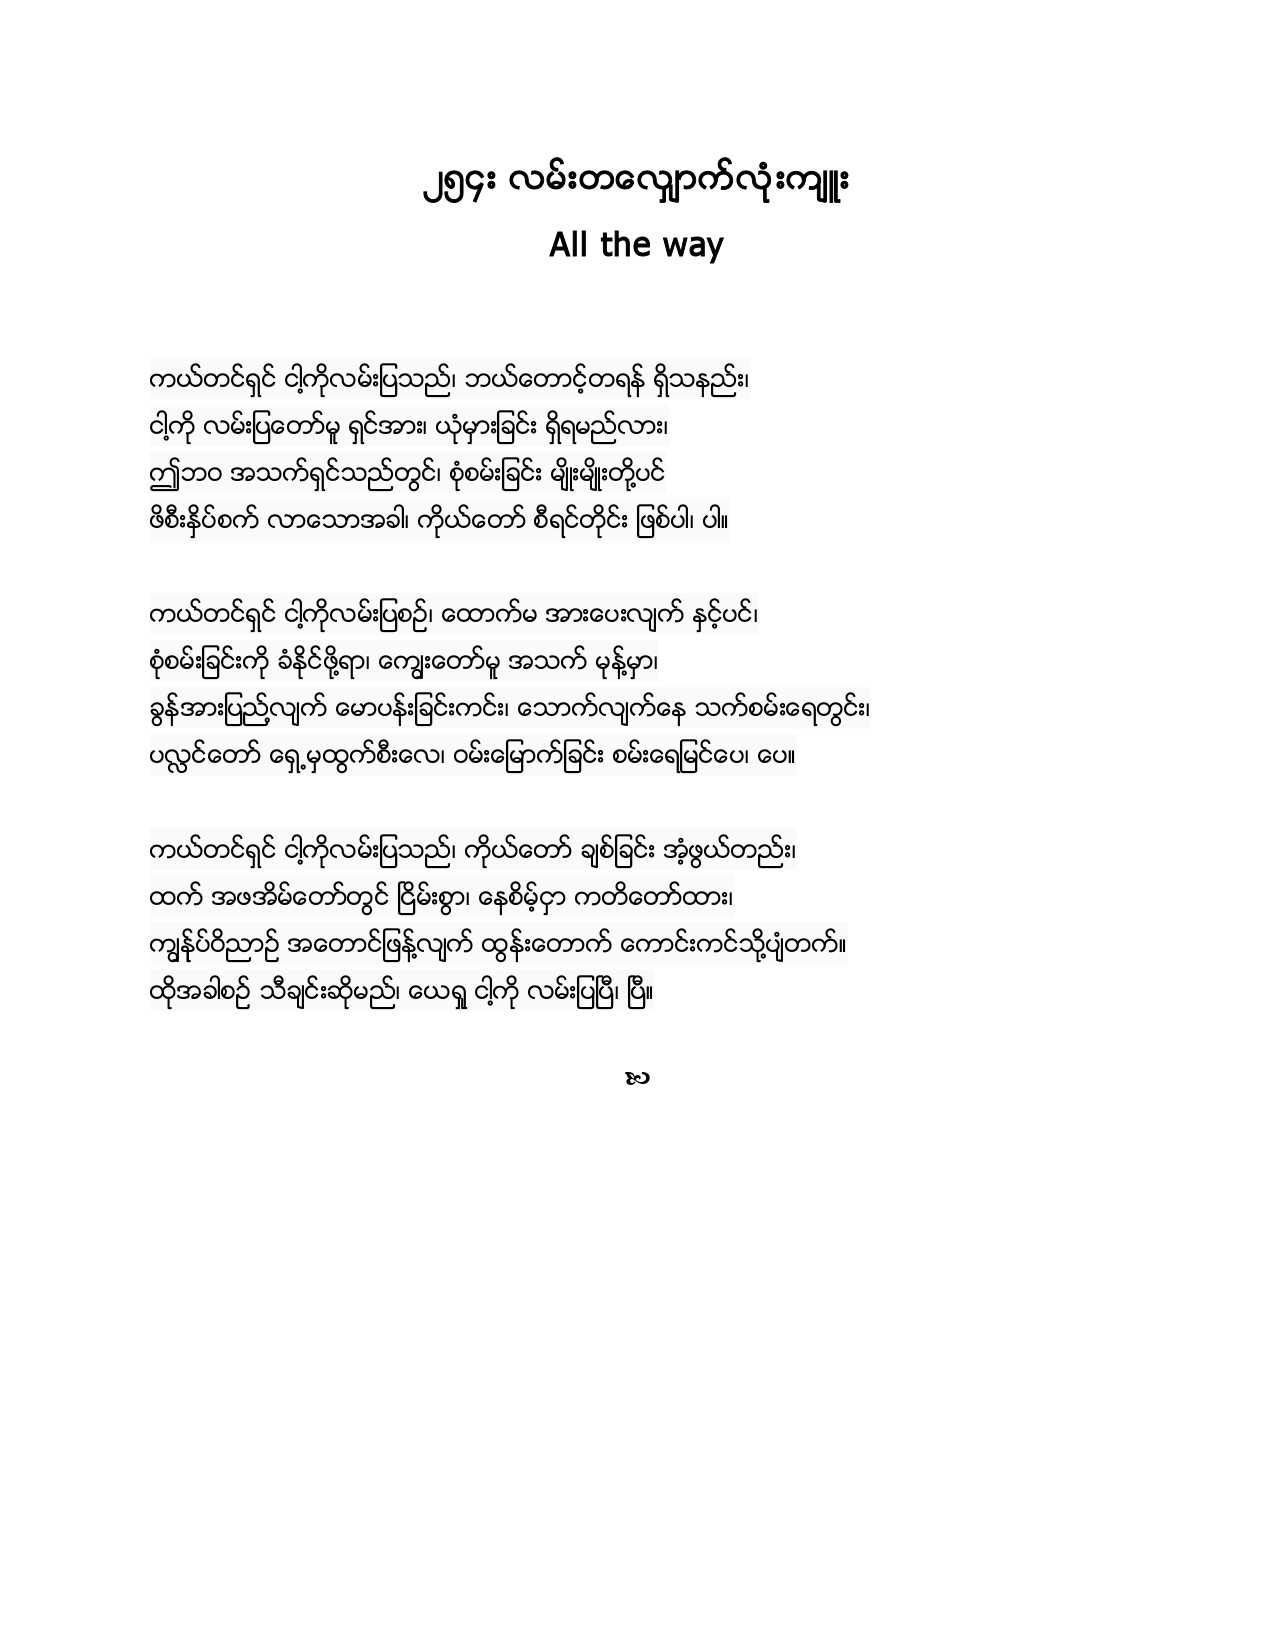 ၂၅၄း လမ်းတလျှောက်လုံးကျူး
All the way
ကယ်တင်ရှင် ငါ့ကိုလမ်းပြသည်၊ ဘယ်တောင့်တရန် ရှိသနည်း၊
ငါ့ကို လမ်းပြတော်မူ ရှင်အား၊ ယုံမှားခြင်း ရှိရမည်လား၊
ဤဘဝ အသက်ရှင်သည်တွင်၊ စုံစမ်းခြင်း မျိုးမျိုးတို့ပင်
ဖိစီးနှိပ်စက် လာသောအခါ၊ ကိုယ်တော် စီရင်တိုင်း ဖြစ်ပါ၊ ပါ။
ကယ်တင်ရှင် ငါ့ကိုလမ်းပြစဉ်၊ ထောက်မ အားပေးလျက် နှင့်ပင်၊
စုံစမ်းခြင်းကို ခံနိုင်ဖို့ရာ၊ ကျွေးတော်မူ အသက် မုန့်မှာ၊
ခွန်အားပြည့်လျက် မောပန်းခြင်းကင်း၊ သောက်လျက်နေ သက်စမ်းရေတွင်း၊
ပလ္လင်တော် ရှေ့မှထွက်စီးလေ၊ ဝမ်းမြောက်ခြင်း စမ်းရေမြင်ပေ၊ ပေ။
ကယ်တင်ရှင် ငါ့ကိုလမ်းပြသည်၊ ကိုယ်တော် ချစ်ခြင်း အံ့ဖွယ်တည်း၊
ထက် အဖအိမ်တော်တွင် ငြိမ်းစွာ၊ နေစိမ့်ငှာ ကတိတော်ထား၊
ကျွန်ုပ်ဝိညာဉ် အတောင်ဖြန့်လျက် ထွန်းတောက် ကောင်းကင်သို့ပျံတက်။
ထိုအခါစဉ် သီချင်းဆိုမည်၊ ယေရှု ငါ့ကို လမ်းပြပြီ၊ ပြီ။